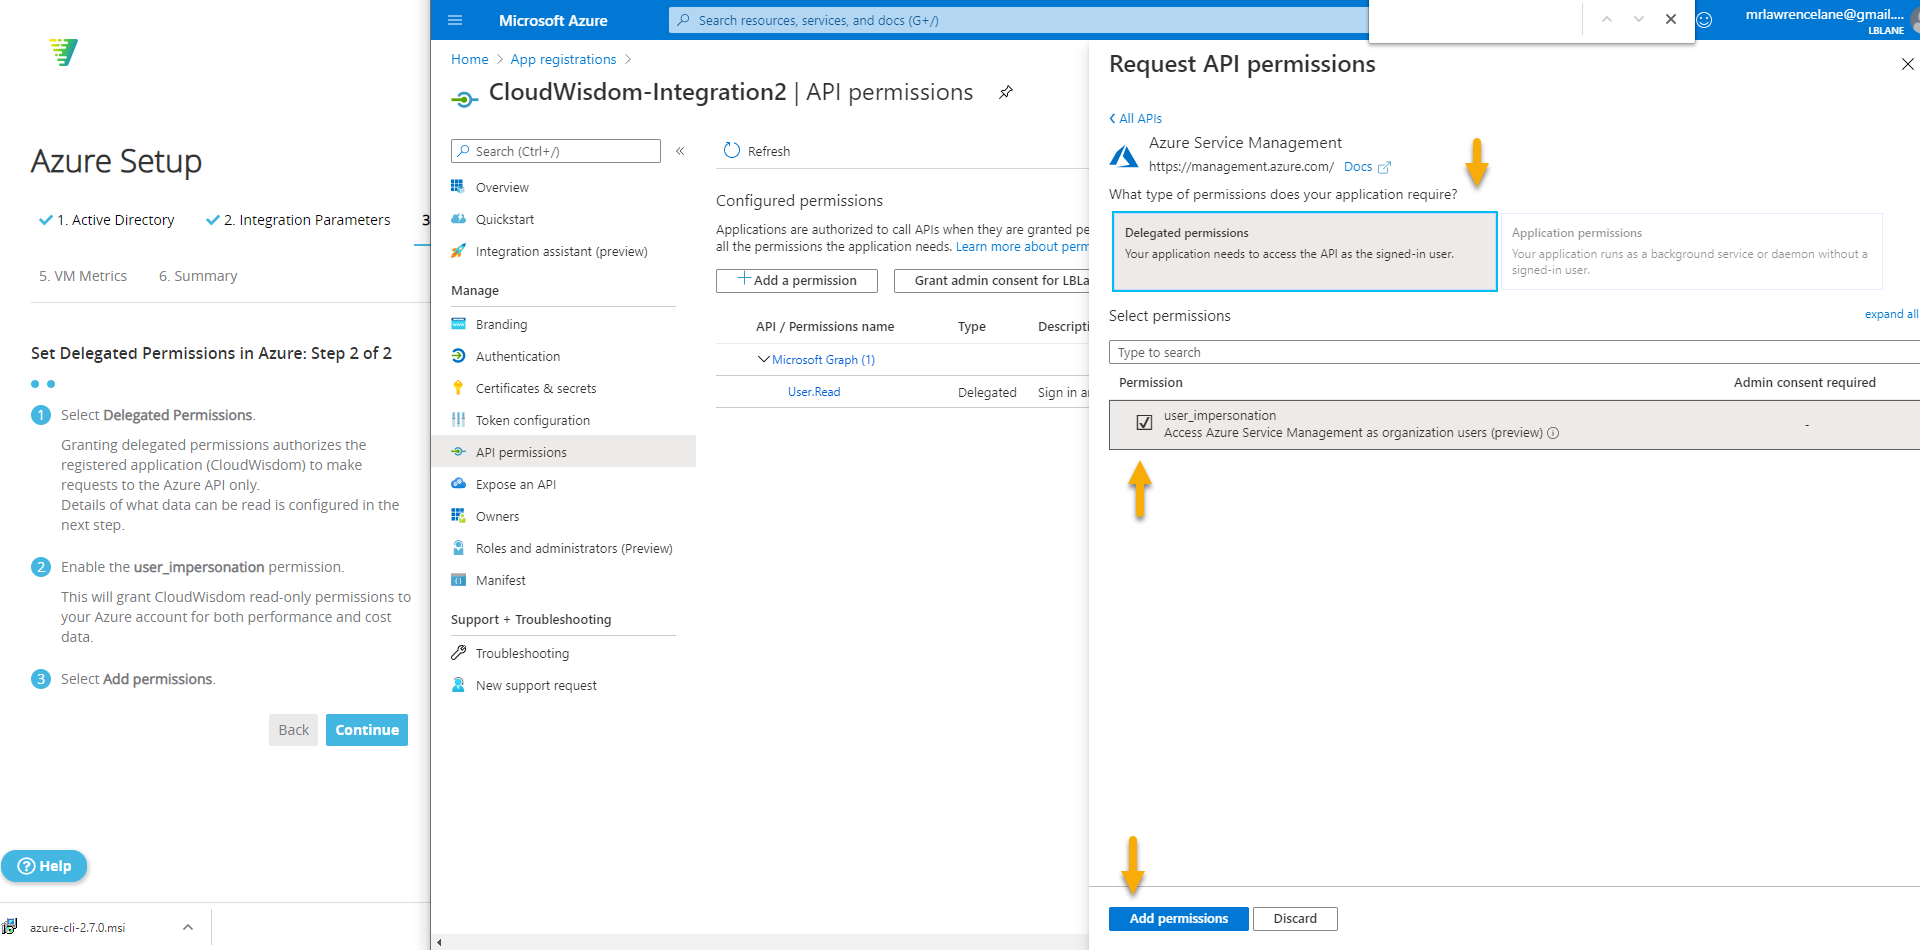 Azure Setup
1. Active Directory
2. Integration Parameters
3
5. VM Metrics
6. Summary
Set Delegated Permissions in Azure: Step 2 of 2
1 Select Delegated Permissions.
Granting delegated permissions authorizes the
registered application (CloudWisdom) to make
requests to the Azure API only.
Details of what data can be read is configured in the
next step.
2 Enable the user_impersonation permission.
This will grant CloudWisdom read-only permissions to
your Azure account for both performance and cost
data.
3 Select Add permissions.
Back
Continue
? Help
azure-cli-2.7.0.msi
Microsoft Azure
Search resources, services, and docs (G+/)
mrlawrencelane@gmail....
LBLANE
Home > App registrations >
CloudWisdom-Integration2 | API permissions
Search (Ctrl+/)
«
Overview
Quickstart
Integration assistant (preview)
Manage
Branding
Authentication
Certificates & secrets
Token configuration
API permissions
Expose an API
Owners
Roles and administrators (Preview)
Manifest
Support + Troubleshooting
Troubleshooting
New support request
Refresh
Configured permissions
Applications are authorized to call APIs when they are granted pe
all the permissions the application needs. Learn more about perm
Add a permission
Grant admin consent for LBLa
API / Permissions name
Type
Descripti
Microsoft Graph (1)
User.Read
Delegated
Sign in a
Request API permissions
All APIs
Azure Service Management
https://management.azure.com/ Docs
What type of permissions does your application require?
Delegated permissions
Your application needs to access the API as the signed-in user.
Application permissions
Your application runs as a background service or daemon without a
signed-in user.
Select permissions
expand all
Type to search
Permission
Admin consent required
user_impersonation
Access Azure Service Management as organization users (preview)
-
Add permissions
Discard